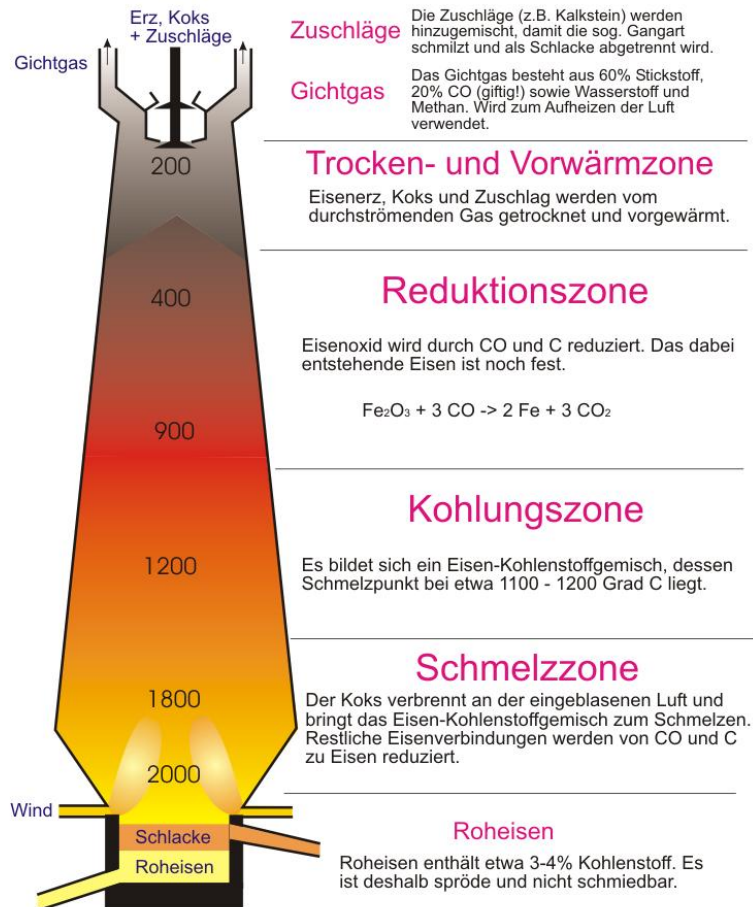 Erz, Koks
+ Zuschläge
Gichtgas
Zuschläge
Die Zuschläge (z.B. Kalkstein) werden
hinzugemischt, damit die sog. Gangart
schmilzt und als Schlacke abgetrennt wird.
Gichtgas
Das Gichtgas besteht aus 60% Stickstoff,
20% CO (giftig!) sowie Wasserstoff und
Methan. Wird zum Aufheizen der Luft
verwendet.
200
Trocken- und Vorwärmzone
Eisenerz, Koks und Zuschlag werden vom
durchströmenden Gas getrocknet und vorgewärmt.
400
Reduktionszone
Eisenoxid wird durch CO und C reduziert. Das dabei
entstehende Eisen ist noch fest.
Fe₂O₃ + 3 CO -> 2 Fe + 3 CO₂
900
Kohlungszone
1200
Es bildet sich ein Eisen-Kohlenstoffgemisch, dessen
Schmelzpunkt bei etwa 1100 - 1200 Grad C liegt.
Schmelzzone
1800
Der Koks verbrennt an der eingeblasenen Luft und
bringt das Eisen-Kohlenstoffgemisch zum Schmelzen.
Restliche Eisenverbindungen werden von CO und C
zu Eisen reduziert.
2000
Wind
Schlacke
Roheisen
Roheisen
Roheisen enthält etwa 3-4% Kohlenstoff. Es
ist deshalb spröde und nicht schmiedbar.